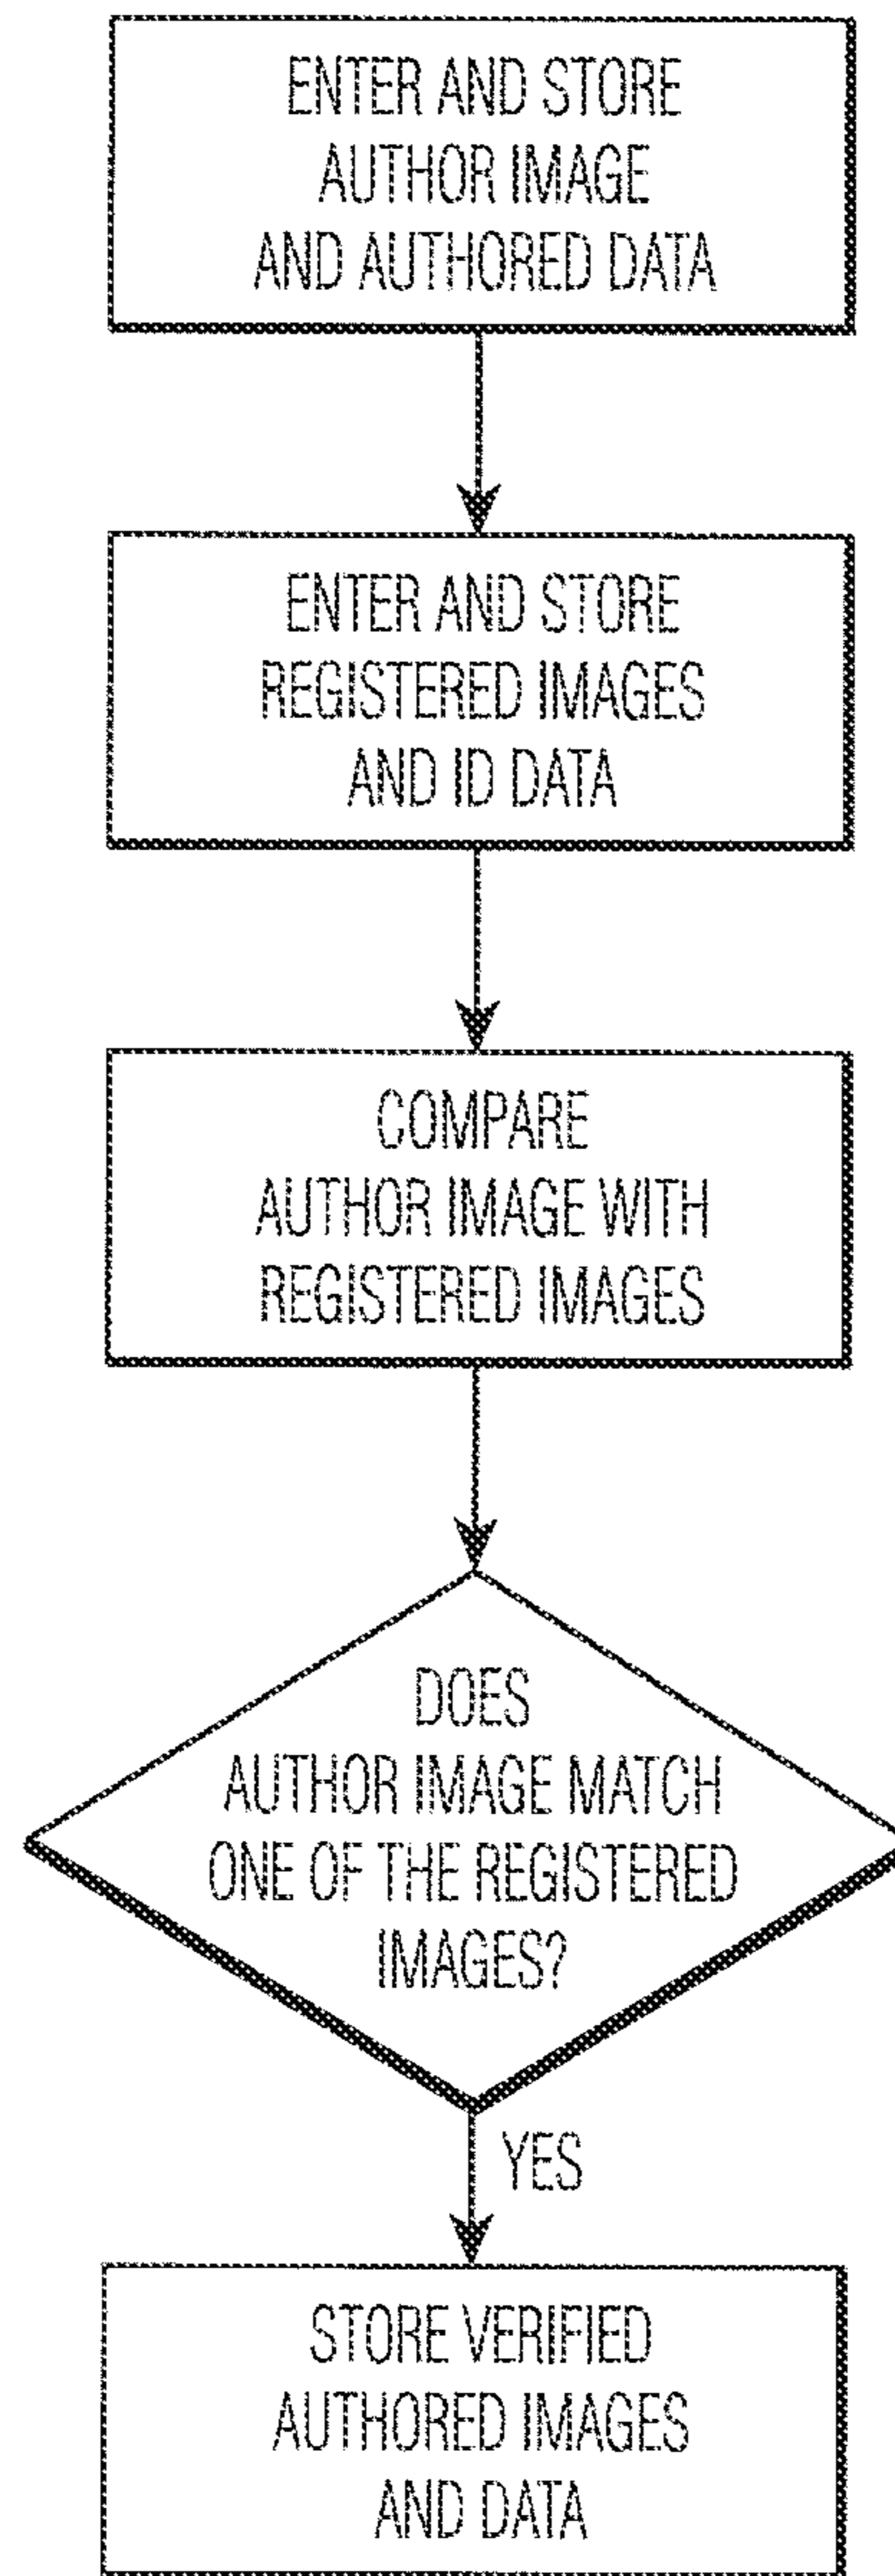 ENTER AND STORE
AUTHOR IMAGE
AND AUTHORED DATA
ENTER AND STORE
REGISTERED IMAGES
AND ID DATA
COMPARE
AUTHOR IMAGE WITH
REGISTERED IMAGES
DOES
AUTHOR IMAGE MATCH
ONE OF THE REGISTERED
IMAGES?
YES
STORE VERIFIED
AUTHORED IMAGES
AND DATA